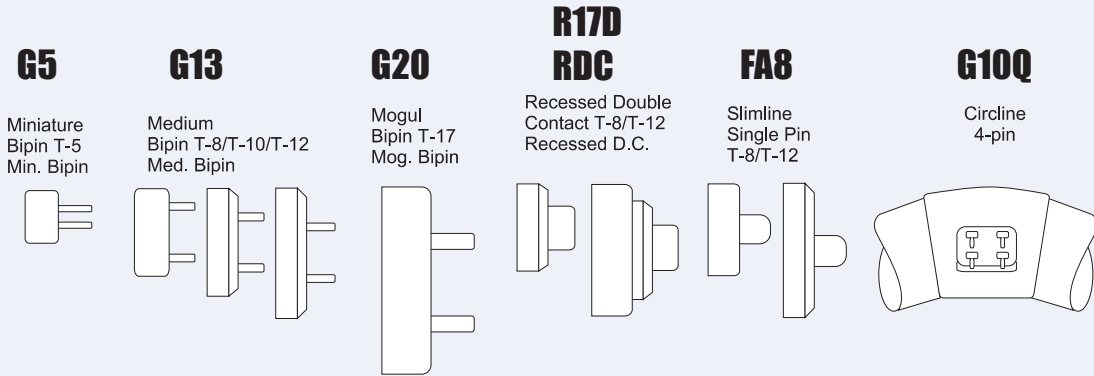 G5
Miniature
Bipin T-5
Min. Bipin
G13
Medium
Bipin T-8/T-10/T-12
Med. Bipin
G20
Mogul
Bipin T-17
Mog. Bipin
R17D
RDC
Recessed Double
Contact T-8/T-12
Recessed D.C.
FA8
Slimline
Single Pin
T-8/T-12
G10Q
Circline
4-pin